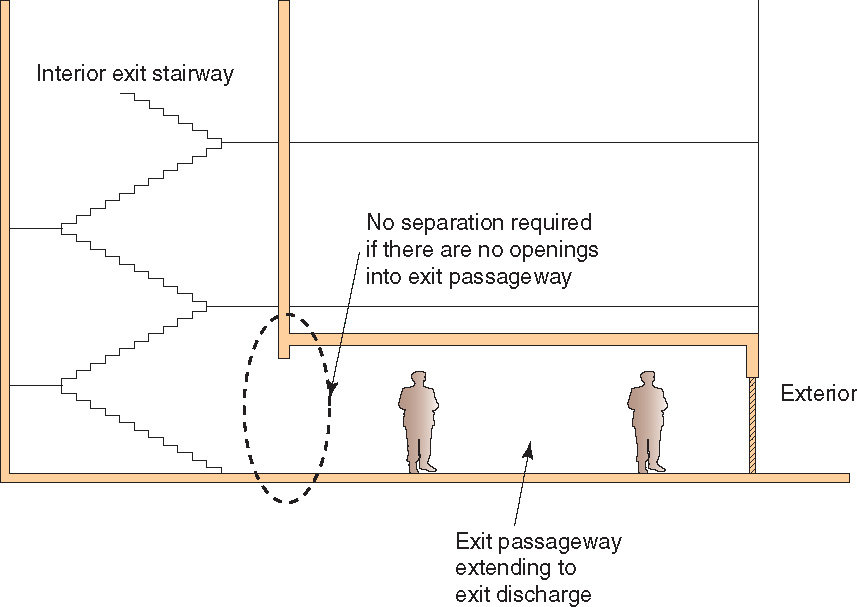 Interior exit stairway
No separation required
if there are no openings
into exit passageway
Exterior
Exit passageway
extending to
exit discharge